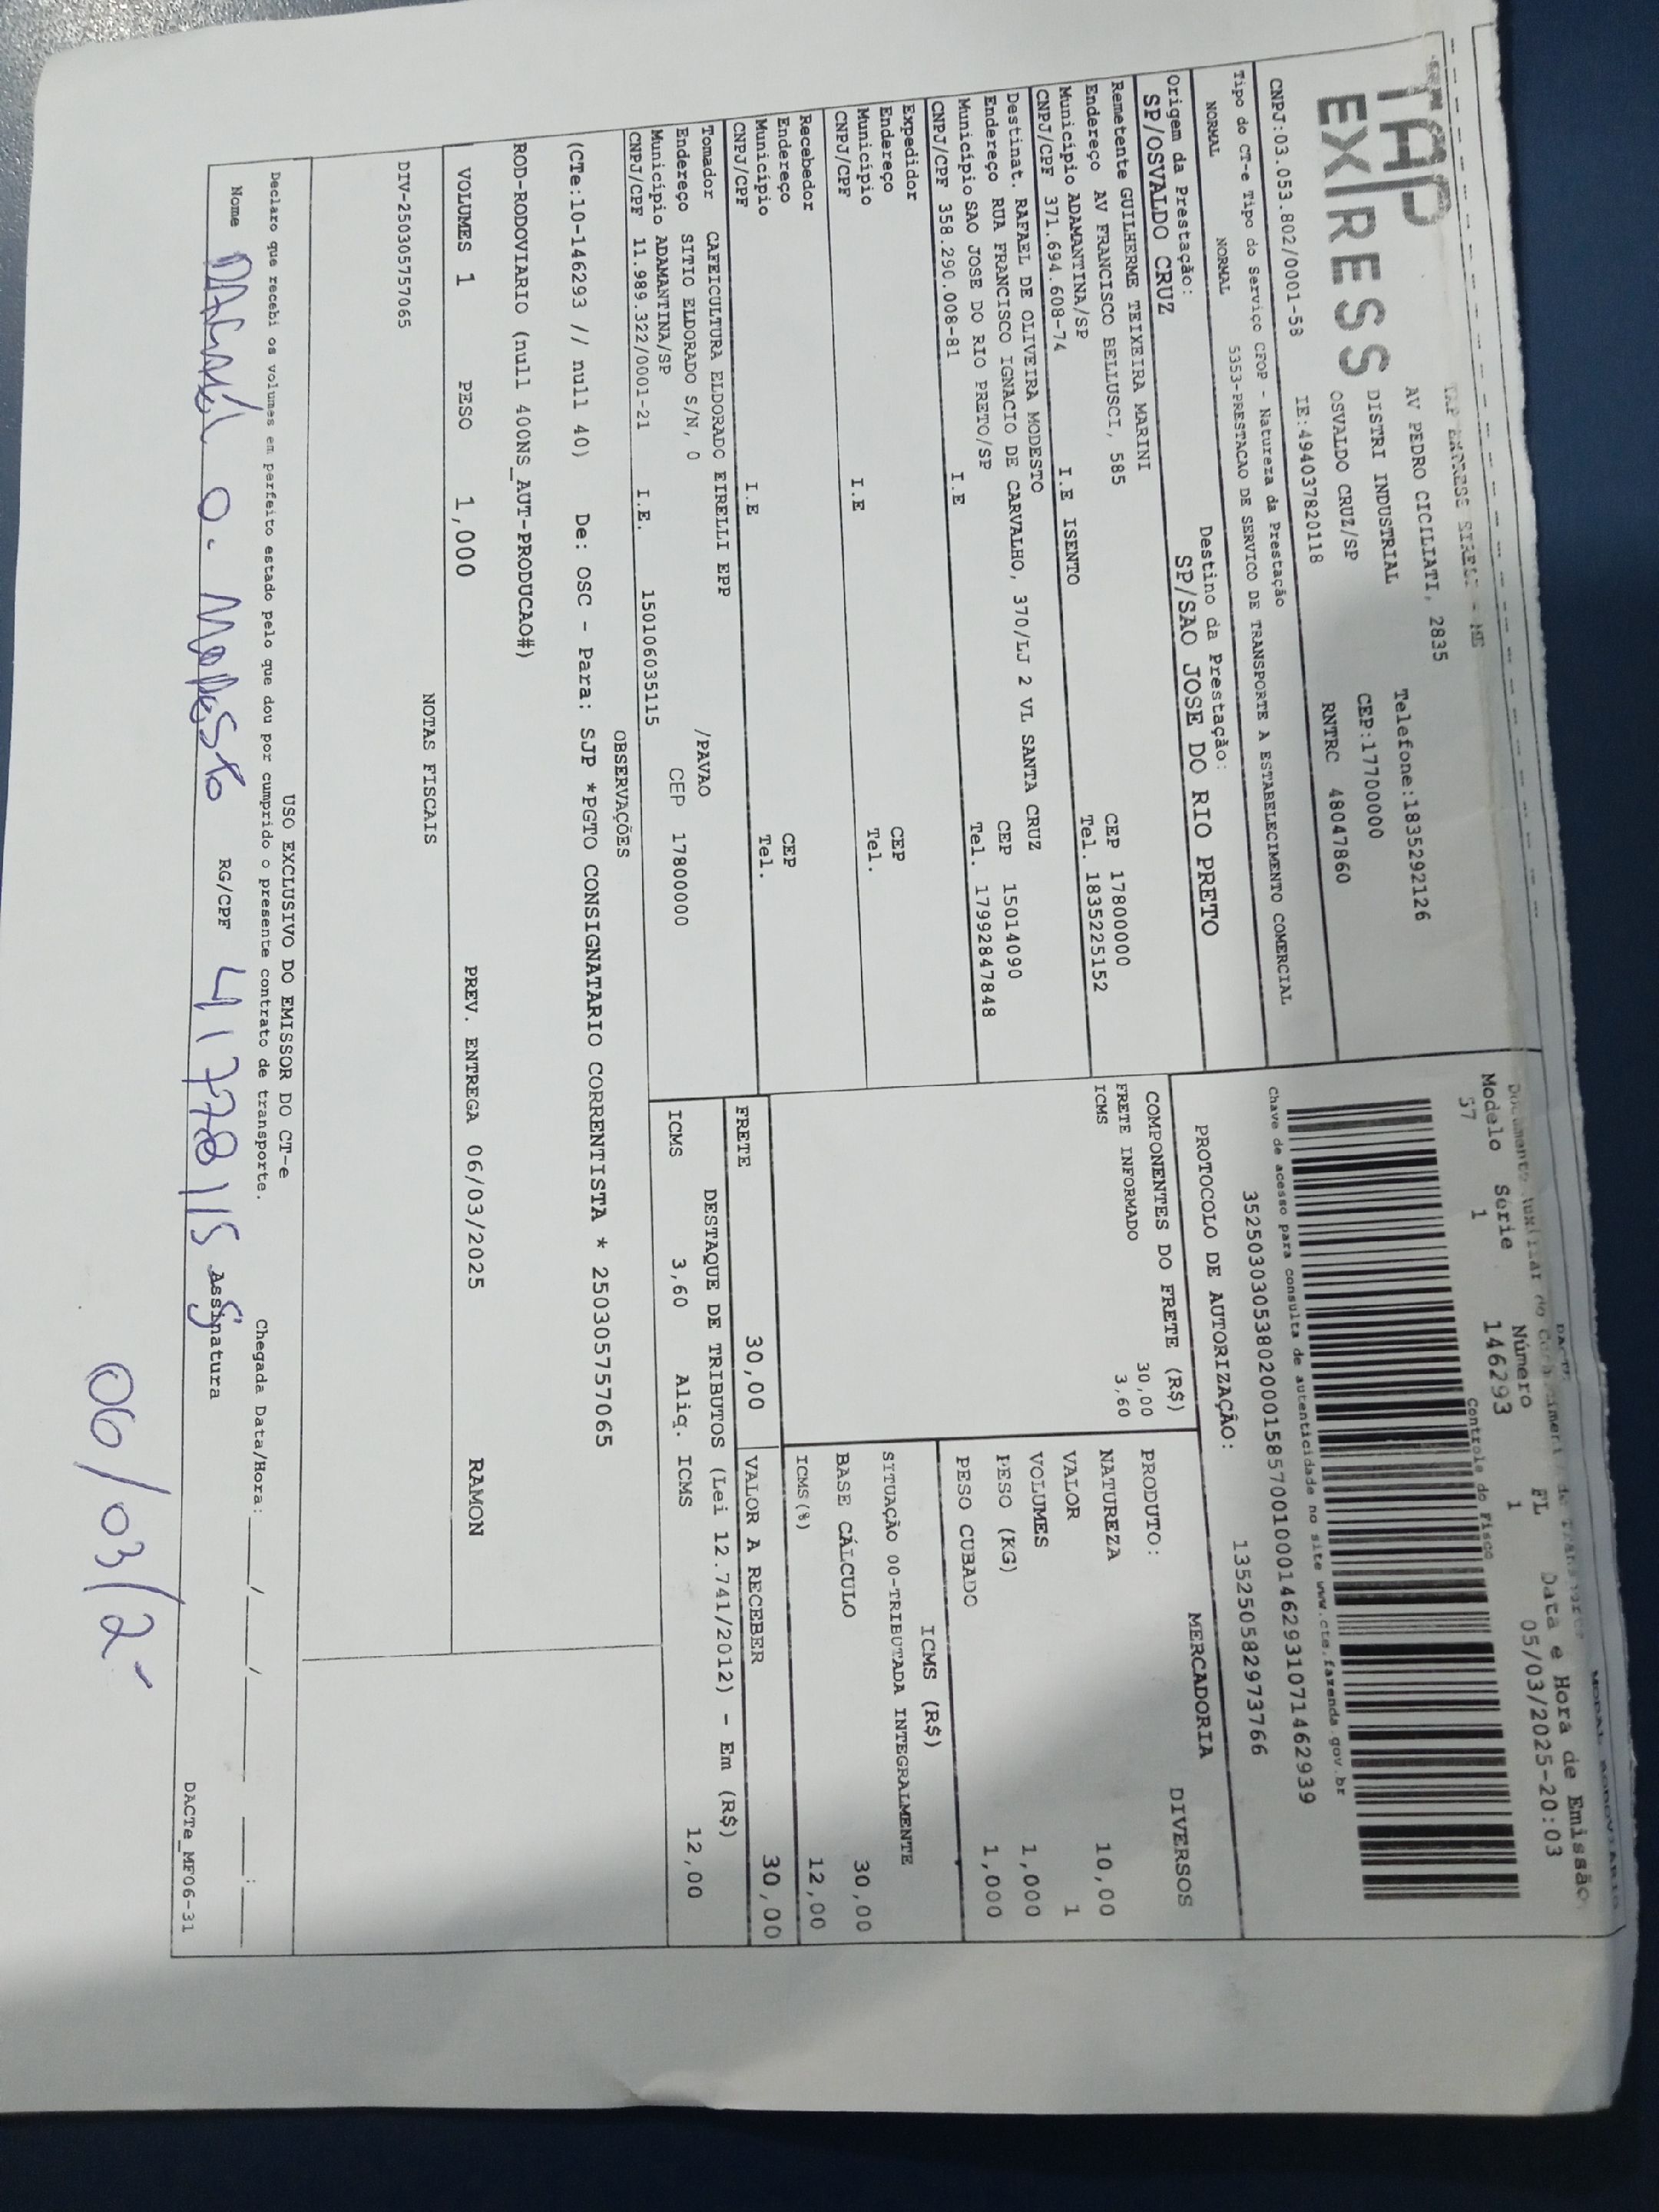 TAP
EXPRESS
AV PEDRO CICILIATI, 2835
DISTRI INDUSTRIAL
OSVALDO CRUZ/SP
Telefone:1835292126
CEP:17700000
CNPJ:03.053.802/0001-58 IE:494037820118 RNTRC 48047860
Tipo do CT-e Tipo do Serviço CFOP - Natureza da Prestação
NORMAL NORMAL 5353-PRESTACAO DE SERVICO DE TRANSPORTE A ESTABELECIMENTO COMERCIAL
Origem da Prestação: Destino da Prestação:
SP/OSVALDO CRUZ SP/SAO JOSE DO RIO PRETO
Remetente GUILHERME TEIXEIRA MARINI
Endereço AV FRANCISCO BELLUSCI, 585 CEP 17800000
Município ADAMANTINA/SP Tel. 1835225152
CNPJ/CPF 371.694.608-74 I.E ISENTO
Destinat. RAFAEL DE OLIVEIRA MODESTO
Endereço RUA FRANCISCO IGNACIO DE CARVALHO, 370/LJ 2 VL SANTA CRUZ CEP 15014090
Município SAO JOSE DO RIO PRETO/SP Tel. 17992847848
CNPJ/CPF 358.290.008-81 I.E
Expedidor
Endereço CEP
Município Tel.
CNPJ/CPF I.E
Recebedor
Endereço CEP
Município Tel.
CNPJ/CPF I.E
Tomador CAFEICULTURA ELDORADO EIRELLI EPP
Endereço SITIO ELDORADO S/N, 0 /PAVAO
Município ADAMANTINA/SP CEP 17800000
CNPJ/CPF 11.989.322/0001-21 I.E. 150106035115
MODAL RODOVIARIO
Modelo Série Número FL Data e Hora de Emissão
57 1 146293 1 05/03/2025-20:03
Controle do Fisco
Chave de acesso para consulta de autenticidade no site www.cte.fazenda.gov.br
35250303053802000158570010001462931071462939
PROTOCOLO DE AUTORIZAÇÃO: 135250582973766
COMPONENTES DO FRETE (R$)
FRETE INFORMADO 30,00
ICMS 3,60
MERCADORIA
PRODUTO: DIVERSOS
NATUREZA
VALOR 10,00
VOLUMES 1
PESO (KG) 1,000
PESO CUBADO 1,000
ICMS (R$)
SITUAÇÃO 00-TRIBUTADA INTEGRALMENTE
BASE CÁLCULO 30,00
ICMS(%) 12,00
FRETE 30,00 VALOR A RECEBER 30,00
DESTAQUE DE TRIBUTOS (Lei 12.741/2012) - Em (R$)
ICMS 3,60 Aliq. ICMS 12,00
OBSERVAÇÕES
(CTe:10-146293 // null 40) De: OSC - Para: SJP *PGTO CONSIGNATARIO CORRENTISTA * 2503057570​65
ROD-RODOVIARIO (null 400NS_AUT-PRODUCAO#)
VOLUMES 1 PESO 1,000 PREV. ENTREGA 06/03/2025 RAMON
NOTAS FISCAIS
DIV-250305757065
USO EXCLUSIVO DO EMISSOR DO CT-e
Declaro que recebi os volumes em perfeito estado pelo que dou por cumprido o presente contrato de transporte. Chegada Data/Hora: ___/___/_____ ___:___
Nome O. Modesto RG/CPF 41778115 Assinatura
DACTe_MF06-31
06/03/2